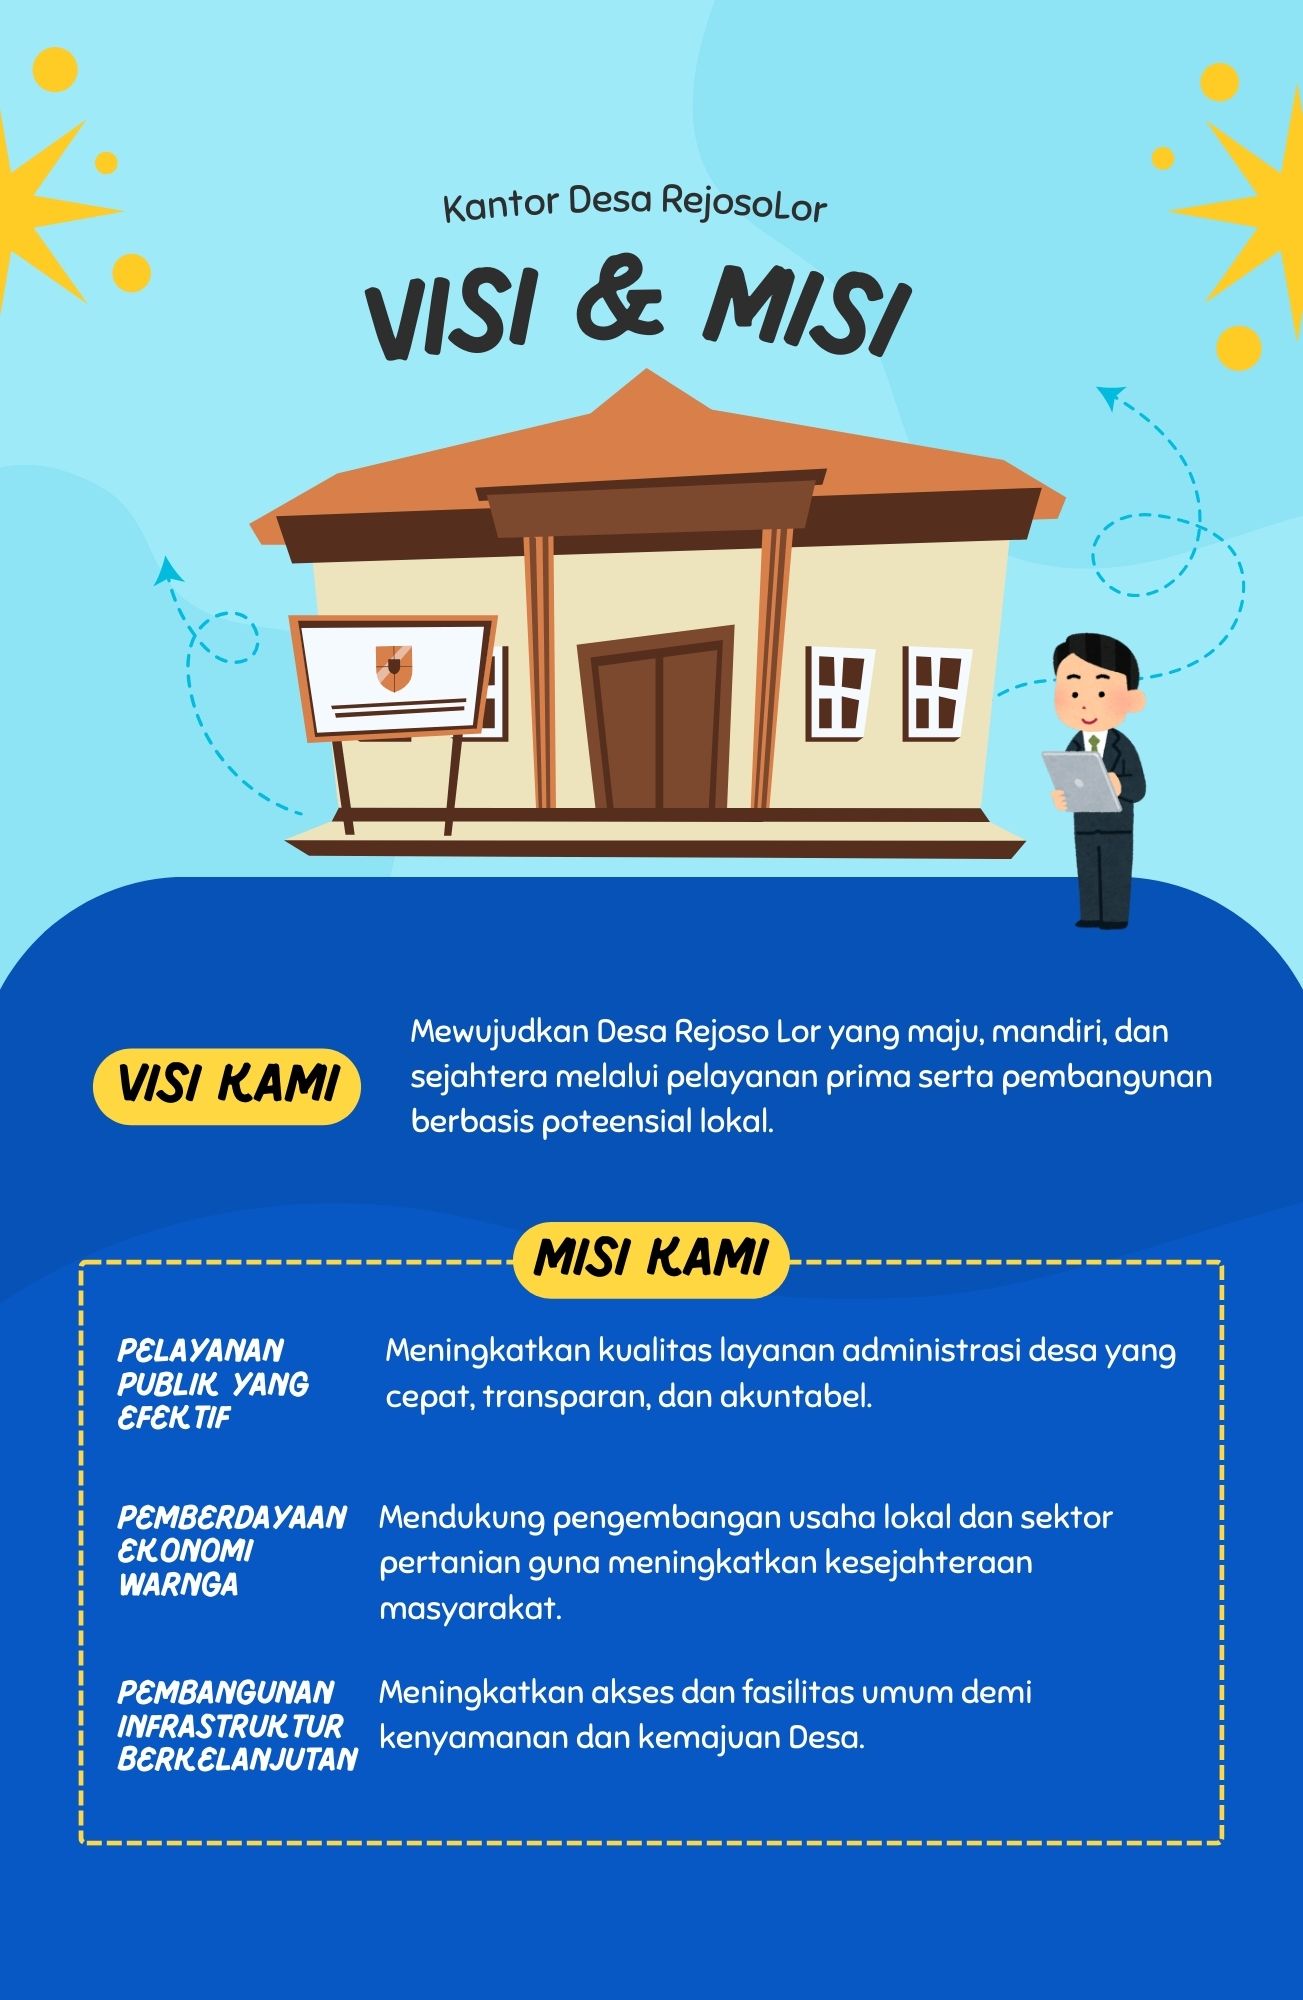 Kantor Desa RejosoLor
VISI & MISI
VISI KAMI
Mewujudkan Desa Rejoso Lor yang maju, mandiri, dan
sejahtera melalui pelayanan prima serta pembangunan
berbasis poteensial lokal.
MISI KAMI
PELAYANAN
PUBLIK YANG
EFEKTIF
Meningkatkan kualitas layanan administrasi desa yang
cepat, transparan, dan akuntabel.
PEMBERDAYAAN
EKONOMI
WARNGA
Mendukung pengembangan usaha lokal dan sektor
pertanian guna meningkatkan kesejahteraan
masyarakat.
PEMBANGUNAN
INFRASTRUKTUR
BERKELANJUTAN
Meningkatkan akses dan fasilitas umum demi
kenyamanan dan kemajuan Desa.